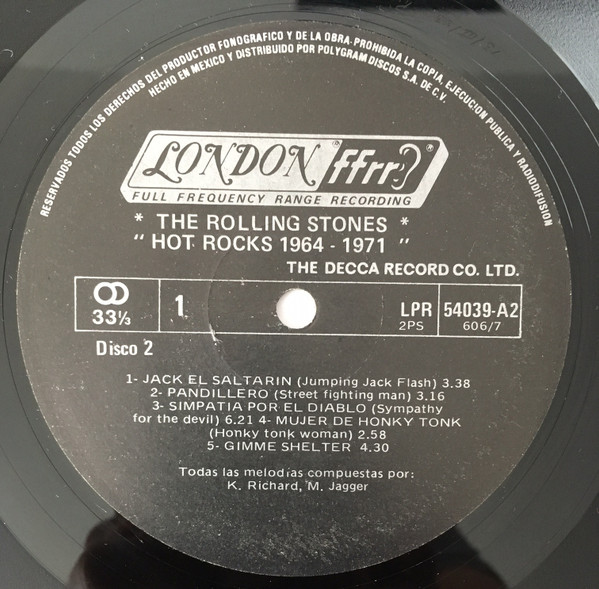 RESERVADOS TODOS LOS DERECHOS DEL PRODUCTOR FONOGRAFICO Y DE LA OBRA·PROHIBIDA LA COPIA, EJECUCION PUBLICA Y RADIODIFUSION
HECHO EN MEXICO Y DISTRIBUIDO POR POLYGRAM DISCOS S.A. DE C.V.
LONDON ® ffrr ®
FULL FREQUENCY RANGE RECORDING
* THE ROLLING STONES *
" HOT ROCKS 1964 - 1971 "
THE DECCA RECORD CO. LTD.
33⅓ 1 LPR 54039-A2
2PS 606/7
Disco 2
1- JACK EL SALTARIN (Jumping Jack Flash) 3.38
2- PANDILLERO (Street fighting man) 3.16
3- SIMPATIA POR EL DIABLO (Sympathy
for the devil) 6.21 4- MUJER DE HONKY TONK
(Honky tonk woman) 2.58
5- GIMME SHELTER 4.30
Todas las melodías compuestas por:
K. Richard, M. Jagger